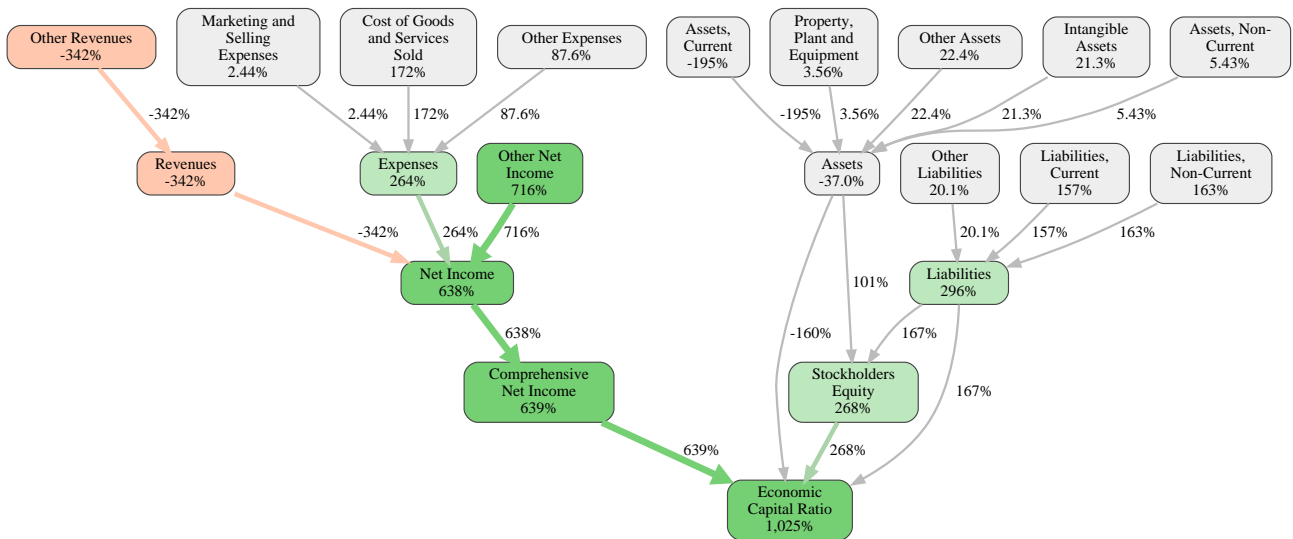 Other Revenues
-342%
Marketing and
Selling
Expenses
2.44%
Cost of Goods
and Services
Sold
172%
Other Expenses
87.6%
Assets,
Current
-195%
Property,
Plant and
Equipment
3.56%
Other Assets
22.4%
Intangible
Assets
21.3%
Assets, Non-
Current
5.43%
-342%
2.44%
172%
87.6%
-195%
3.56%
22.4%
21.3%
5.43%
Revenues
-342%
Expenses
264%
Other Net
Income
716%
Assets
-37.0%
Other
Liabilities
20.1%
Liabilities,
Current
157%
Liabilities,
Non-Current
163%
-342%
264%
716%
20.1%
157%
163%
Net Income
638%
Liabilities
296%
638%
-160%
101%
167%
167%
Comprehensive
Net Income
639%
Stockholders
Equity
268%
639%
268%
Economic
Capital Ratio
1,025%